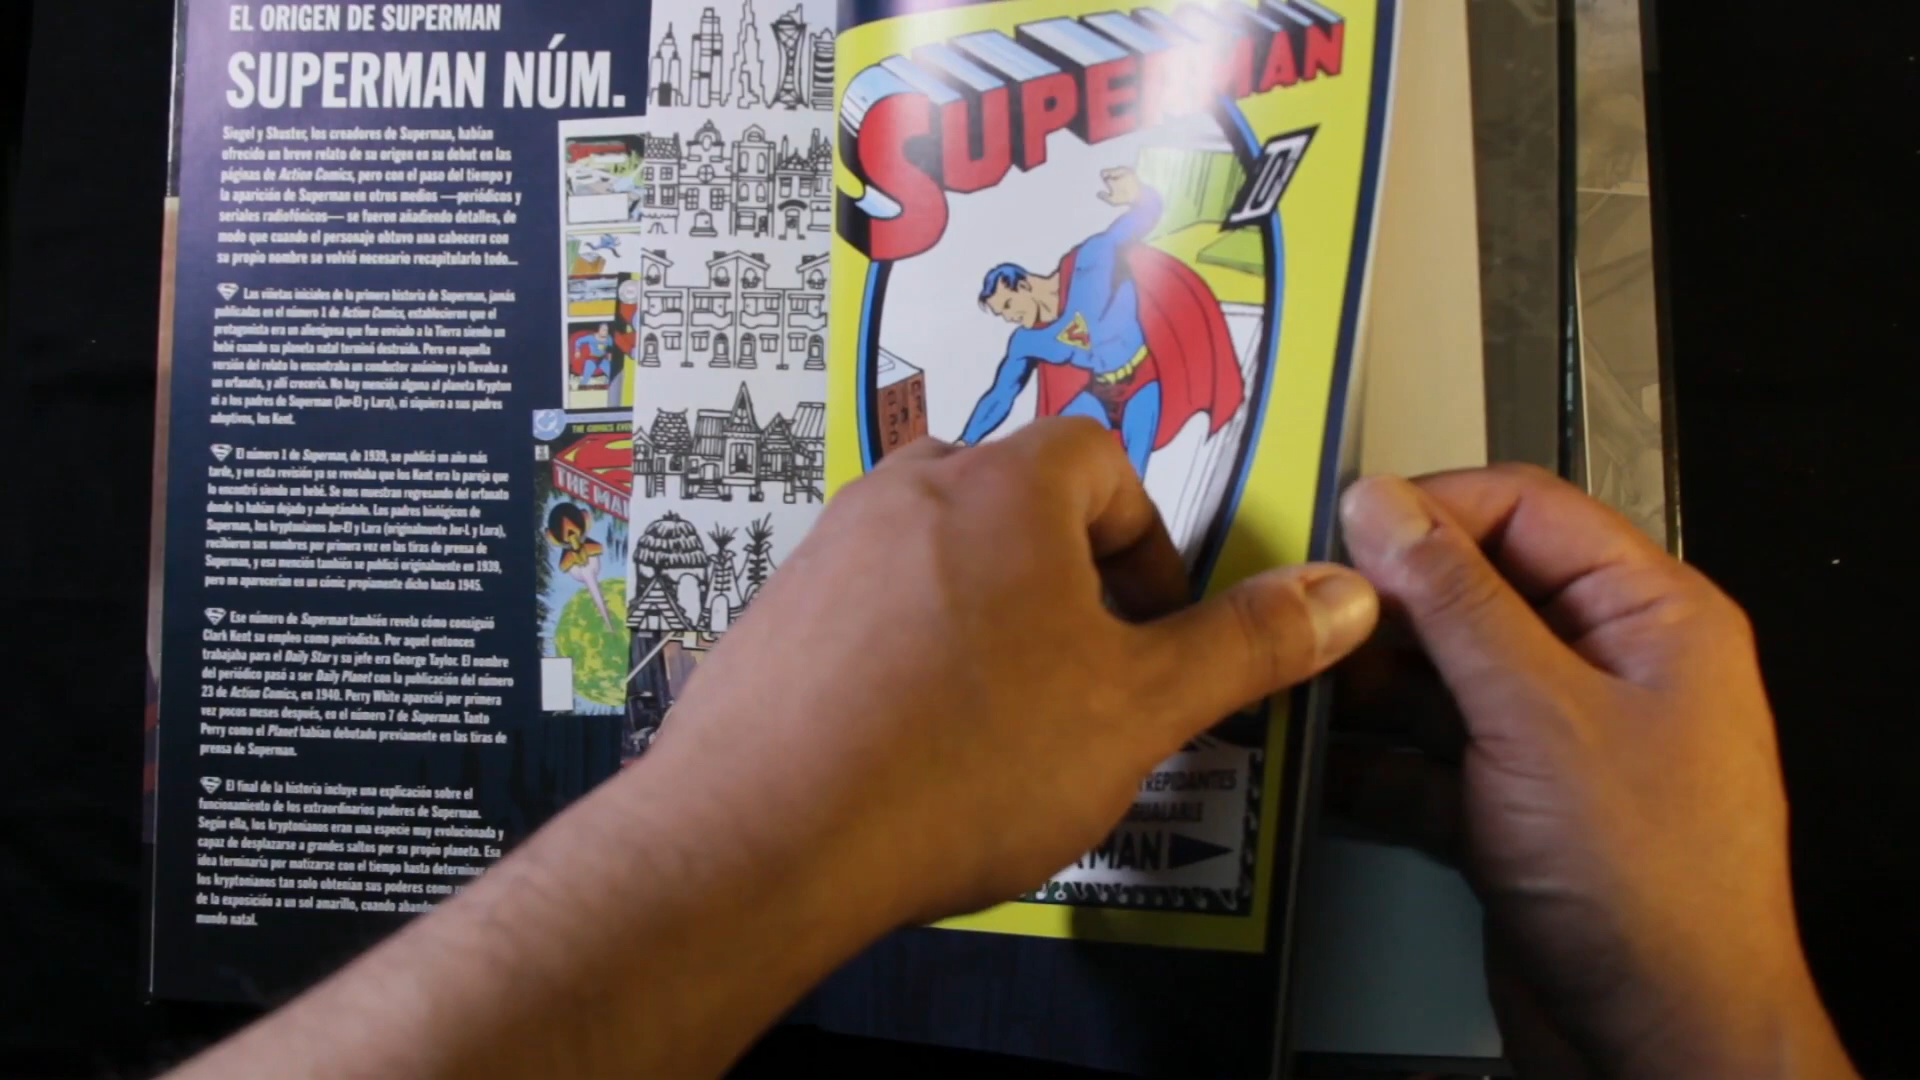 EL ORIGEN DE SUPERMAN
SUPERMAN NÚM.
Siegel y Shuster, los creadores de Superman, habían
ofrecido un breve relato de su origen en su debut en las
páginas de Action Comics, pero con el paso del tiempo y
la aparición de Superman en otros medios —periódicos y
seriales radiofónicos— se fueron añadiendo detalles, de
modo que cuando el personaje obtuvo una cabecera con
su propio nombre se volvió necesario recapitularlo todo...
Las viñetas iniciales de la primera historia de Superman, jamás
publicadas en el número 1 de Action Comics, establecieron que el
protagonista era un alienígena que fue enviado a la Tierra siendo un
bebé cuando su planeta natal terminó destruido. Pero en aquella
versión del relato lo encontraba un conductor anónimo y lo llevaba a
un orfanato, y allí crecería. No hay mención alguna al planeta Krypton
ni a los padres de Superman (Jor-El y Lara), ni siquiera a sus padres
adoptivos, los Kent.
El número 1 de Superman, de 1939, se publicó un año más
tarde, y en esta revisión ya se revelaba que los Kent era la pareja que
lo encontró siendo un bebé. Se nos muestran regresando del orfanato
donde lo habían dejado y adoptándolo. Los padres biológicos de
Superman, los kryptonianos Jor-El y Lara (originalmente Jor-L y Lora),
recibieron sus nombres por primera vez en las tiras de prensa de
Superman, y esa mención también se publicó originalmente en 1939,
pero no aparecerían en un cómic propiamente dicho hasta 1945.
Ese número de Superman también revela cómo consiguió
Clark Kent su empleo como periodista. Por aquel entonces
trabajaba para el Daily Star y su jefe era George Taylor. El nombre
del periódico pasó a ser Daily Planet con la publicación del número
23 de Action Comics, en 1940. Perry White apareció por primera
vez pocos meses después, en el número 7 de Superman. Tanto
Perry como el Planet habían debutado previamente en las tiras de
prensa de Superman.
El final de la historia incluye una explicación sobre el
funcionamiento de los extraordinarios poderes de Superman.
Según ella, los kryptonianos eran una especie muy evolucionada y
capaz de desplazarse a grandes saltos por su propio planeta. Esa
idea terminaría por matizarse con el tiempo hasta determinar
los kryptonianos tan solo obtenían sus poderes como
de la exposición a un sol amarillo, cuando
mundo natal.
THE COMICS
THE MA
SUPERMAN
10
REPIDANTES
GUALABLE
RMAN